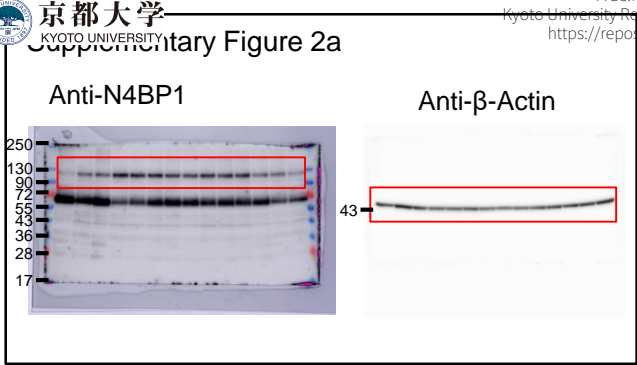 京都大学
KYOTO UNIVERSITY
Kyoto University Re
https://repos
Supplementary Figure 2a
Anti-N4BP1
Anti-β-Actin
250
130
90
72
55
43
36
28
17
43